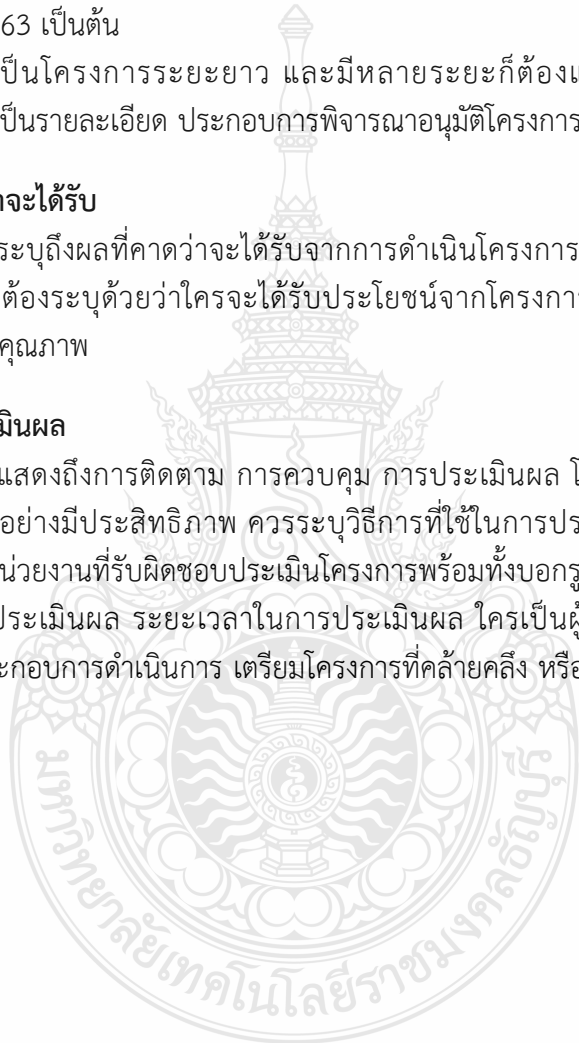 63 เป็นต้น
เป็นโครงการระยะยาว และมีหลายระยะก็ต้องแ
เป็นรายละเอียด ประกอบการพิจารณาอนุมัติโครงการ
าจะได้รับ
ระบุถึงผลที่คาดว่าจะได้รับจากการดำเนินโครงการ
ต้องระบุด้วยว่าใครจะได้รับประโยชน์จากโครงกา
คุณภาพ
มินผล
แสดงถึงการติดตาม การควบคุม การประเมินผล โ
อย่างมีประสิทธิภาพ ควรระบุวิธีการที่ใช้ในการประ
น่วยงานที่รับผิดชอบประเมินโครงการพร้อมทั้งบอกรู
ประเมินผล ระยะเวลาในการประเมินผล ใครเป็นผู้
ะกอบการดำเนินการ เตรียมโครงการที่คล้ายคลึง หรือ
มหาวิทยาลัยเทคโนโลยีราชมงคลธัญบุรี